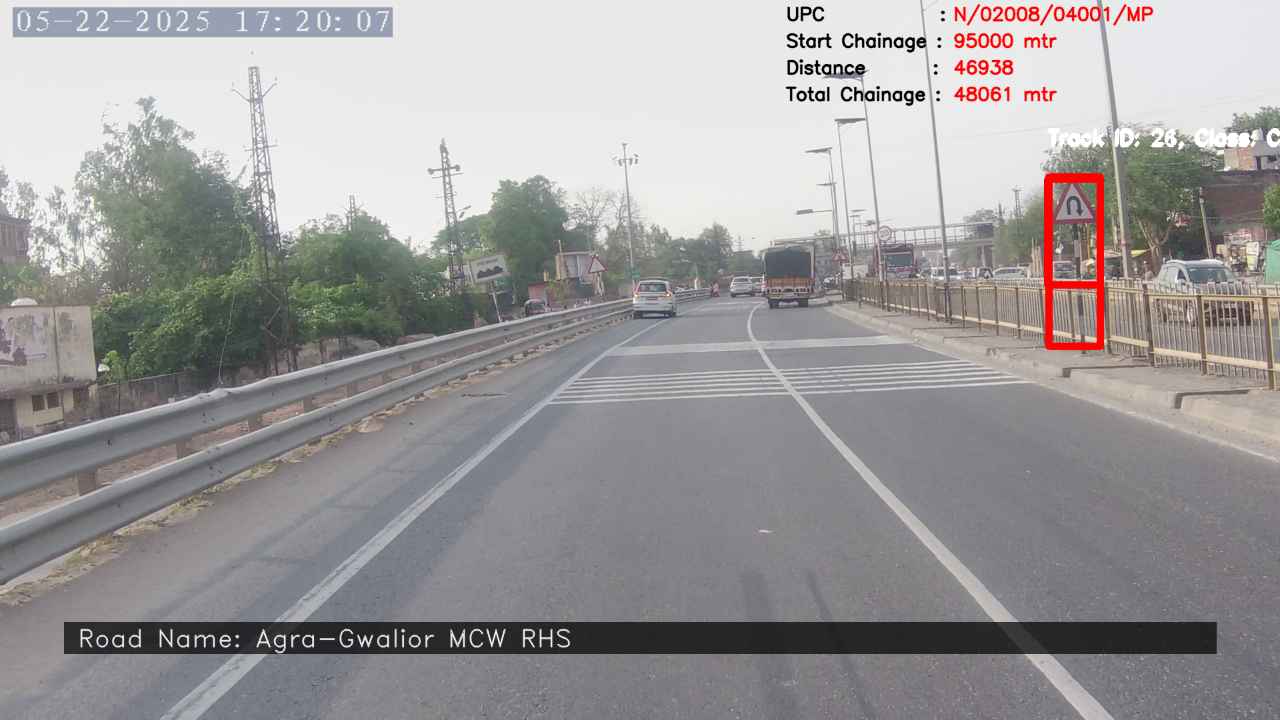 05-22-2025 17:20:07
UPC : N/02008/04001/MP
Start Chainage : 95000 mtr
Distance : 46938
Total Chainage : 48061 mtr
Track ID: 26, Class: C
Road Name: Agra-Gwalior MCW RHS